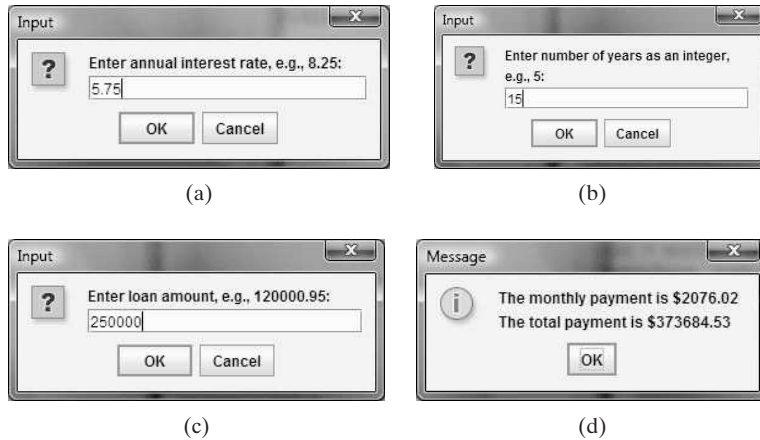 Input
X
?
Enter annual interest rate, e.g., 8.25:
5.75
OK Cancel
(a)
Input
X
?
Enter number of years as an integer,
e.g., 5:
15
OK Cancel
(b)
Input
X
?
Enter loan amount, e.g., 120000.95:
250000
OK Cancel
(c)
Message
X
i
The monthly payment is $2076.02
The total payment is $373684.53
OK
(d)